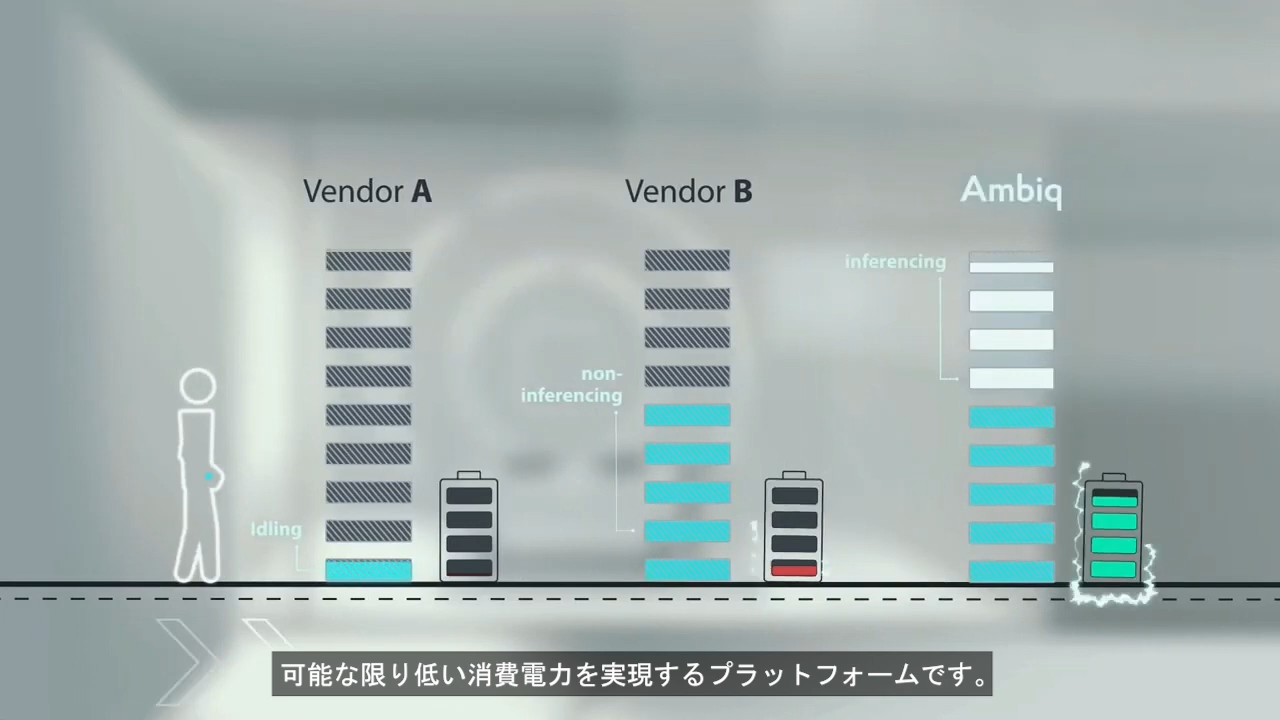 Vendor A
Vendor B
Ambiq
inferencing
non-
inferencing
Idling
可能な限り低い消費電力を実現するプラットフォームです。